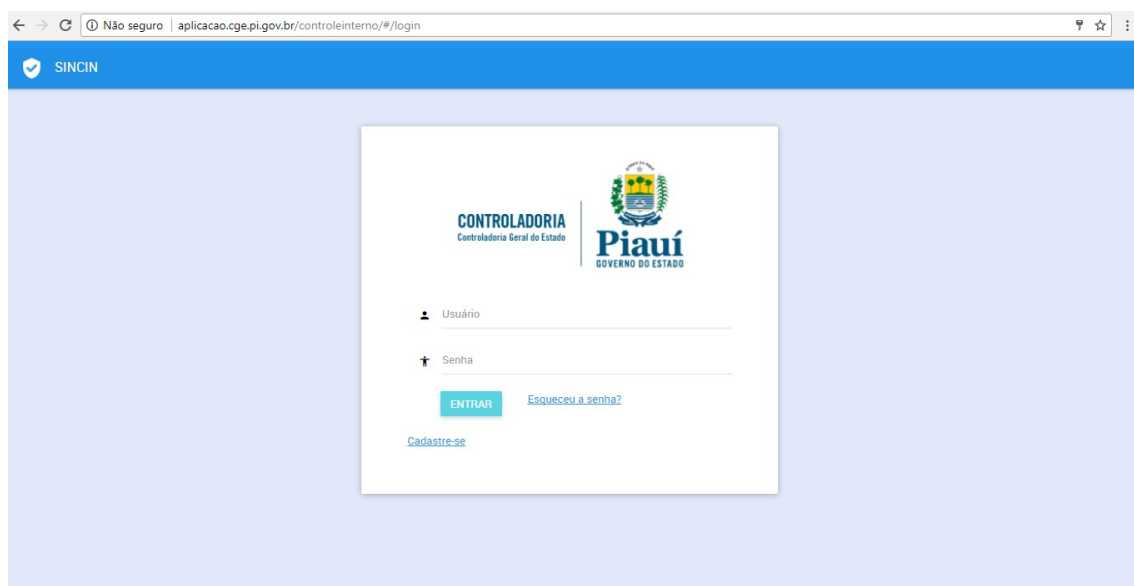 Não seguro | aplicacao.cge.pi.gov.br/controleinterno/#/login
SINCIN
CONTROLADORIA
Controladoria Geral do Estado
Piauí
GOVERNO DO ESTADO
Usuário
Senha
ENTRAR Esqueceu a senha?
Cadastre-se